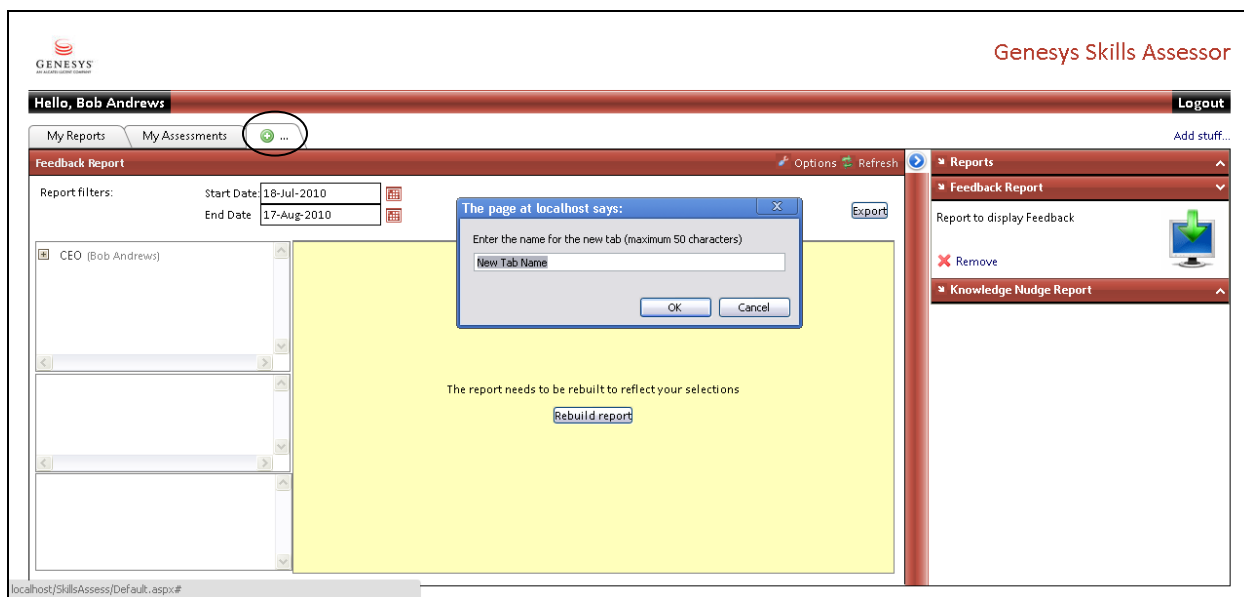 GENESYS
AN ALCATEL-LUCENT COMPANY
Genesys Skills Assessor
Hello, Bob Andrews
Logout
My Reports
My Assessments
...
Add stuff...
Feedback Report
Options
Refresh
Reports
Report filters:
Start Date:
18-Jul-2010
End Date
17-Aug-2010
Export
The page at localhost says:
X
Enter the name for the new tab (maximum 50 characters)
New Tab Name
OK
Cancel
Feedback Report
Report to display Feedback
Remove
Knowledge Nudge Report
CEO (Bob Andrews)
The report needs to be rebuilt to reflect your selections
Rebuild report
localhost/SkillsAssess/Default.aspx#